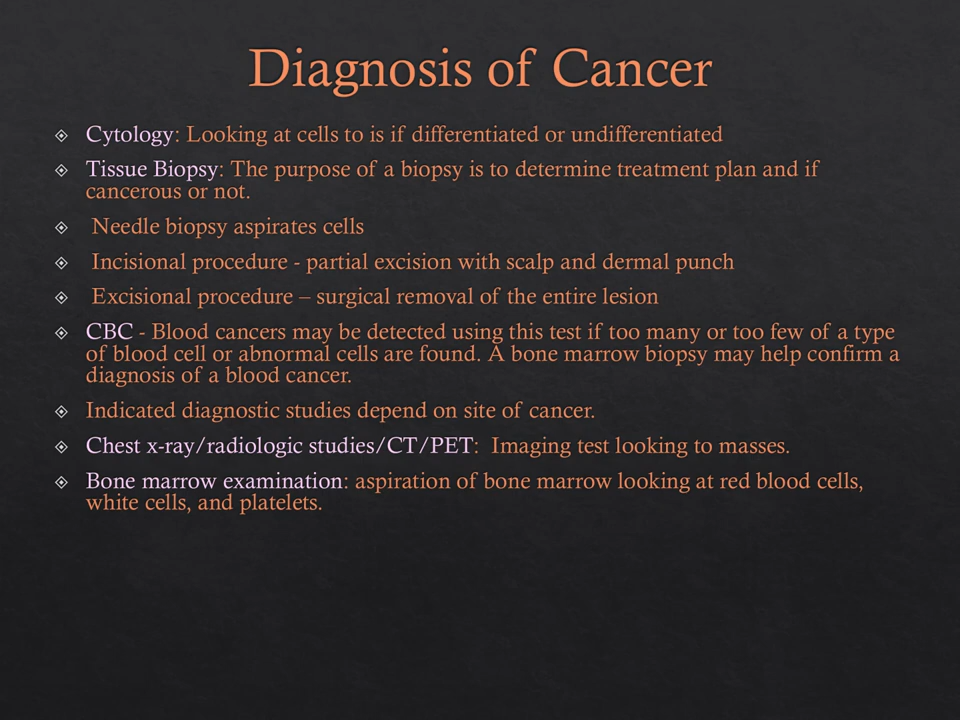 Diagnosis of Cancer
Cytology: Looking at cells to is if differentiated or undifferentiated
Tissue Biopsy: The purpose of a biopsy is to determine treatment plan and if
cancerous or not.
Needle biopsy aspirates cells
Incisional procedure - partial excision with scalp and dermal punch
Excisional procedure – surgical removal of the entire lesion
CBC - Blood cancers may be detected using this test if too many or too few of a type
of blood cell or abnormal cells are found. A bone marrow biopsy may help confirm a
diagnosis of a blood cancer.
Indicated diagnostic studies depend on site of cancer.
Chest x-ray/radiologic studies/CT/PET: Imaging test looking to masses.
Bone marrow examination: aspiration of bone marrow looking at red blood cells,
white cells, and platelets.